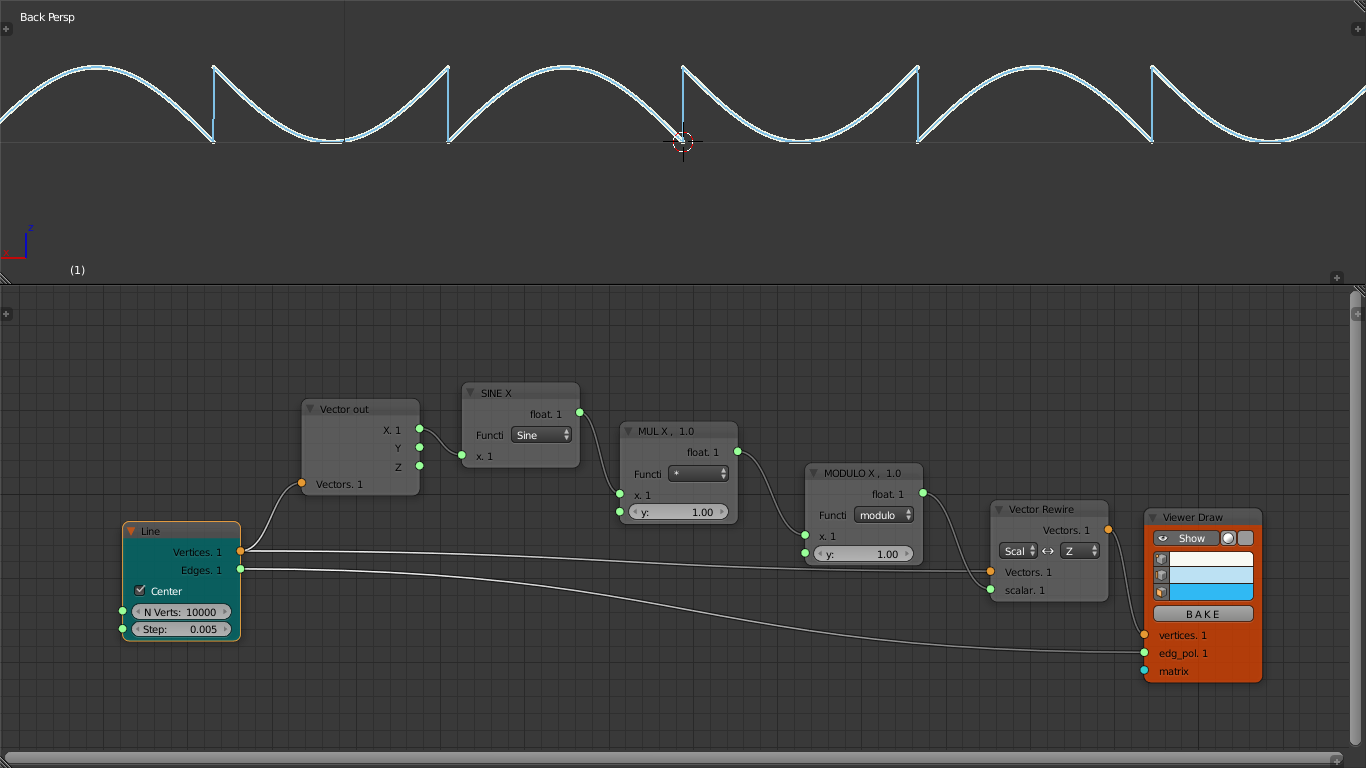 Back Persp
z
x
(1)
Vector out
X. 1
Y
Z
Vectors. 1
SINE X
float. 1
Functi Sine
x. 1
MUL X , 1.0
float. 1
Functi *
x. 1
y: 1.00
MODULO X , 1.0
float. 1
Functi modulo
x. 1
y: 1.00
Line
Vertices. 1
Edges. 1
Center
N Verts: 10000
Step: 0.005
Vector Rewire
Vectors. 1
Scal Z
Vectors. 1
scalar. 1
Viewer Draw
Show
BAKE
vertices. 1
edg_pol. 1
matrix